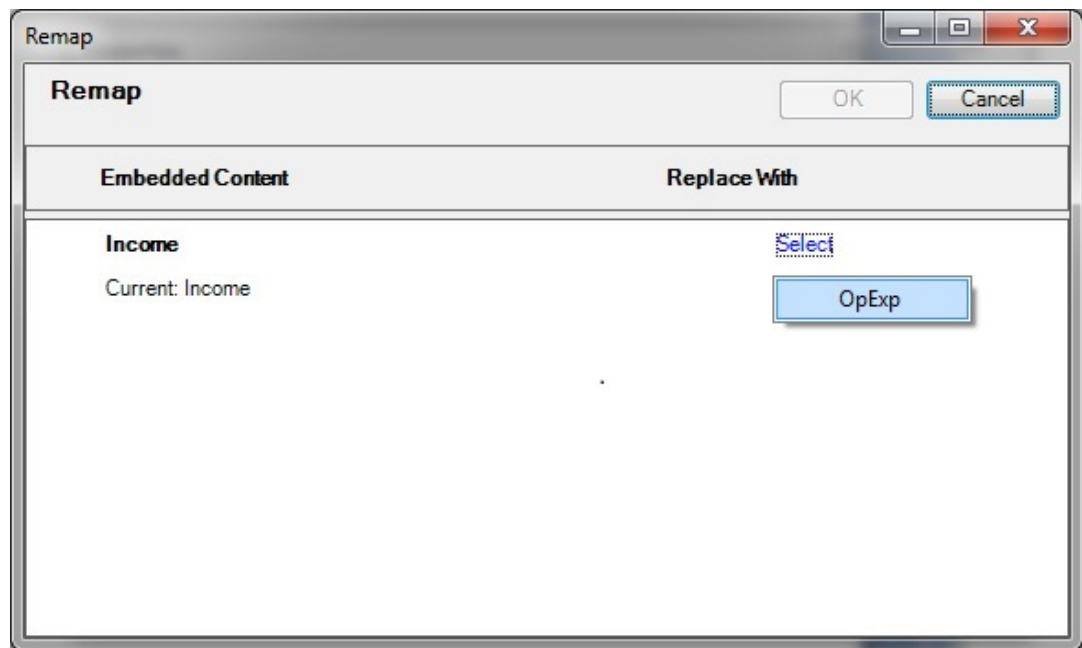 Remap
Remap
OK Cancel
Embedded Content Replace With
Income Select
Current: Income
OpExp